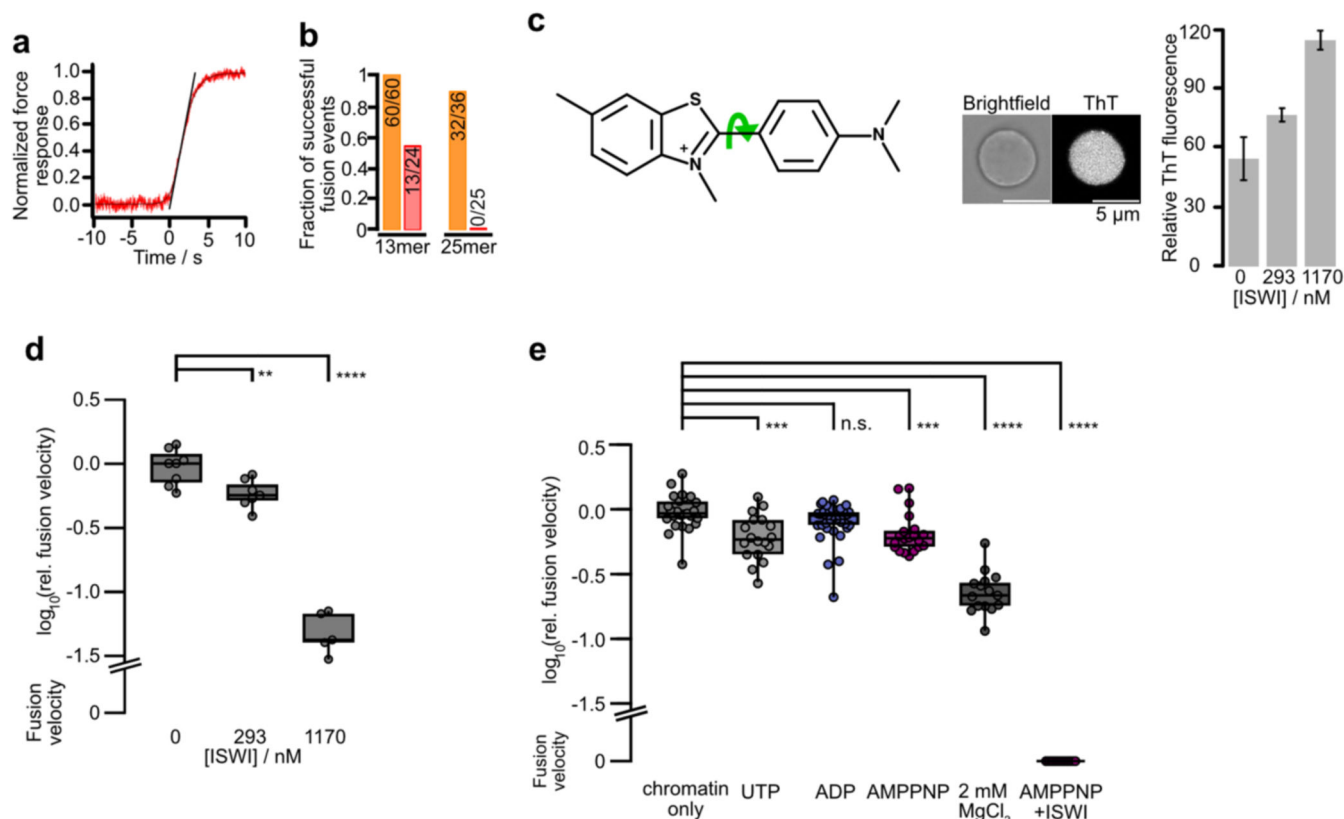 a
Normalized force
response
1.0
0.8
0.6
0.4
0.2
0.0
-10
-5
0
5
10
Time / s
b
Fraction of successful
fusion events
1
0.8
0.6
0.4
0.2
0
60/60
13/24
32/36
0/25
13mer
25mer
c
S
N
+
N
Brightfield
ThT
5 µm
Relative ThT fluorescence
120
90
60
30
0
0
293
1170
[ISWI] / nM
d
**
****
log10(rel. fusion velocity)
0.5
0.0
-0.5
-1.0
-1.5
Fusion
velocity
0
0
293
1170
[ISWI] / nM
e
***
n.s.
***
****
****
log10(rel. fusion velocity)
0.5
0.0
-0.5
-1.0
-1.5
Fusion
velocity
0
chromatin
only
UTP
ADP
AMPPNP
2 mM
MgCl2
AMPPNP
+ISWI